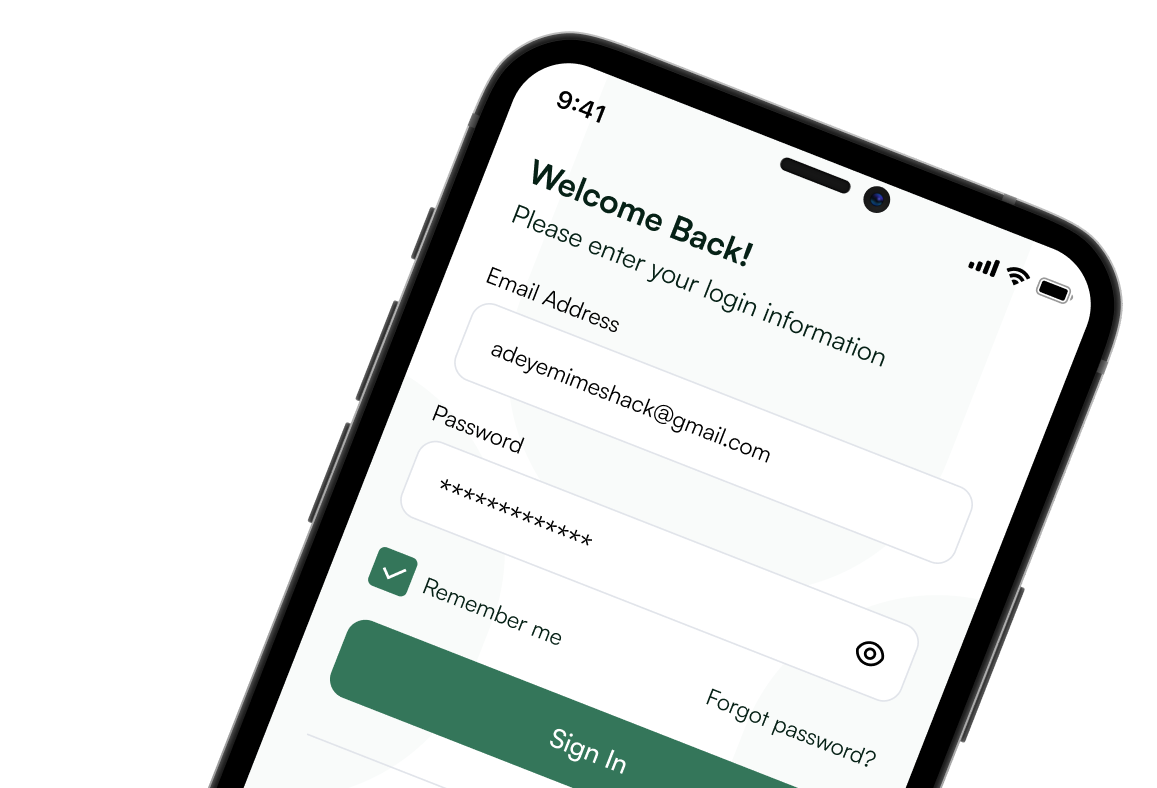 9:41
Welcome Back!
Please enter your login information
Email Address
adeyemimeshack@gmail.com
Password
*************
Remember me
Forgot password?
Sign In